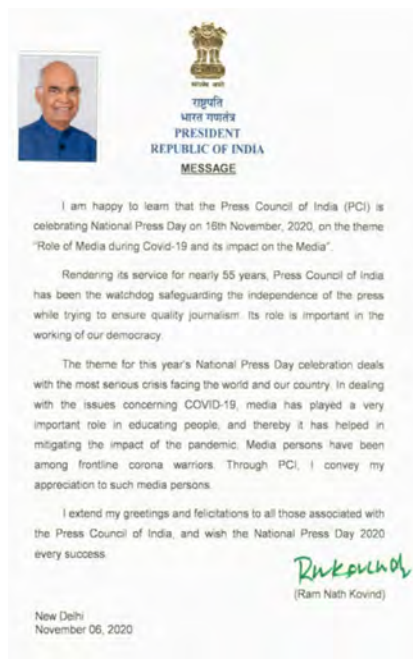 सत्यमेव जयते
राष्ट्रपति
भारत गणतंत्र
PRESIDENT
REPUBLIC OF INDIA
MESSAGE
I am happy to learn that the Press Council of India (PCI) is
celebrating National Press Day on 16th November, 2020, on the theme
"Role of Media during Covid-19 and its impact on the Media".
Rendering its service for nearly 55 years, Press Council of India
has been the watchdog safeguarding the independence of the press
while trying to ensure quality journalism. Its role is important in the
working of our democracy.
The theme for this year's National Press Day celebration deals
with the most serious crisis facing the world and our country. In dealing
with the issues concerning COVID-19, media has played a very
important role in educating people, and thereby it has helped in
mitigating the impact of the pandemic. Media persons have been
among frontline corona warriors. Through PCI, I convey my
appreciation to such media persons.
I extend my greetings and felicitations to all those associated with
the Press Council of India, and wish the National Press Day 2020
every success.
(Ram Nath Kovind)
New Delhi
November 06, 2020